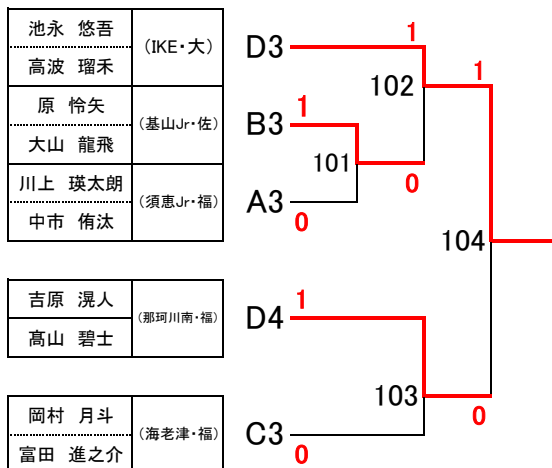 池永 悠吾
高波 瑠禾
(IKE・大)
D3
1
1
102
原 怜矢
大山 龍飛
(基山Jr・佐)
B3
1
101
0
川上 瑛太朗
中市 侑汰
(須恵Jr・福)
A3
0
104
吉原 滉人
髙山 碧士
(那珂川南・福)
D4
1
103
0
岡村 月斗
富田 進之介
(海老津・福)
C3
0